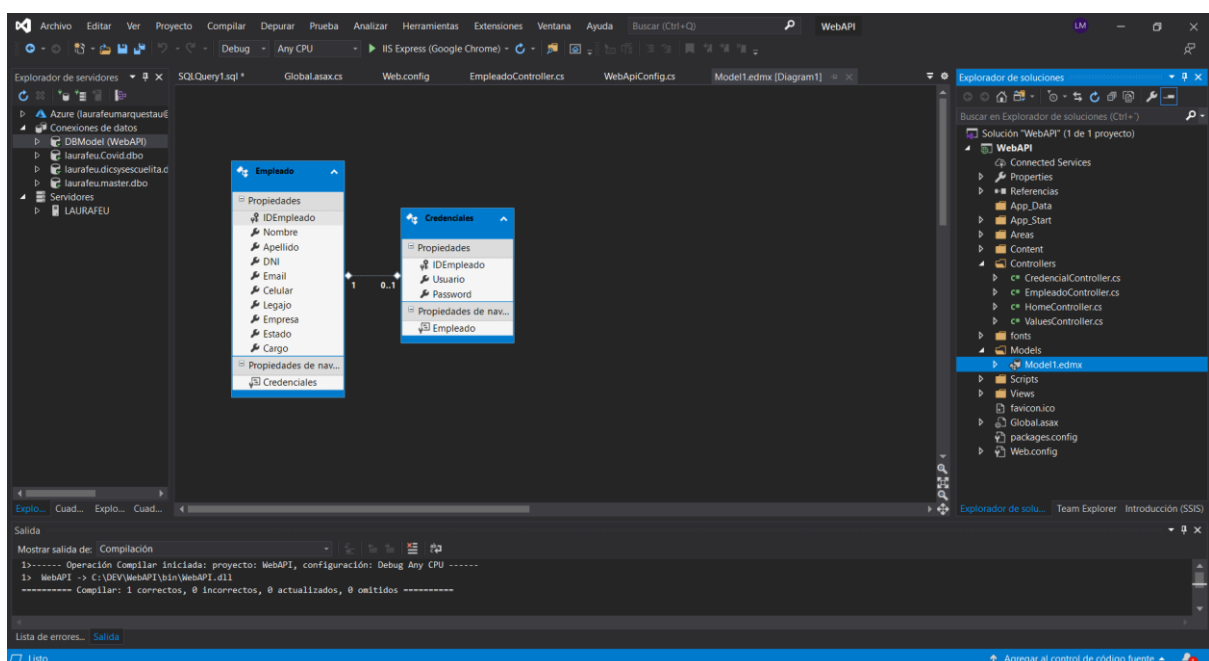 Archivo Editar Ver Proyecto Compilar Depurar Prueba Analizar Herramientas Extensiones Ventana Ayuda Buscar (Ctrl+Q) WebAPI LM
Debug Any CPU IIS Express (Google Chrome)
Explorador de servidores
Azure (laurafeumarquestau@
Conexiones de datos
DBModel (WebAPI)
laurafeu.Covid.dbo
laurafeu.dicsysescuelita.d
laurafeu.master.dbo
Servidores
LAURAFEU
Explo... Cuad... Explo... Cuad...
SQLQuery1.sql * Global.asax.cs Web.config EmpleadoController.cs WebApiConfig.cs Model1.edmx [Diagram1]
Empleado
Propiedades
IDEmpleado
Nombre
Apellido
DNI
Email
Celular
Legajo
Empresa
Estado
Cargo
Propiedades de nav...
Credenciales
1 0..1
Credenciales
Propiedades
IDEmpleado
Usuario
Password
Propiedades de nav...
Empleado
Explorador de soluciones
Buscar en Explorador de soluciones (Ctrl+¨)
Solución "WebAPI" (1 de 1 proyecto)
WebAPI
Connected Services
Properties
Referencias
App_Data
App_Start
Areas
Content
Controllers
C# CredencialController.cs
C# EmpleadoController.cs
C# HomeController.cs
C# ValuesController.cs
fonts
Models
Model1.edmx
Scripts
Views
favicon.ico
Global.asax
packages.config
Web.config
Explorador de solu... Team Explorer Introducción (SSIS)
Salida
Mostrar salida de: Compilación
1>------ Operación Compilar iniciada: proyecto: WebAPI, configuración: Debug Any CPU ------
1> WebAPI -> C:\DEV\WebAPI\bin\WebAPI.dll
========== Compilar: 1 correctos, 0 incorrectos, 0 actualizados, 0 omitidos ==========
Lista de errores... Salida
Listo Agregar al control de código fuente